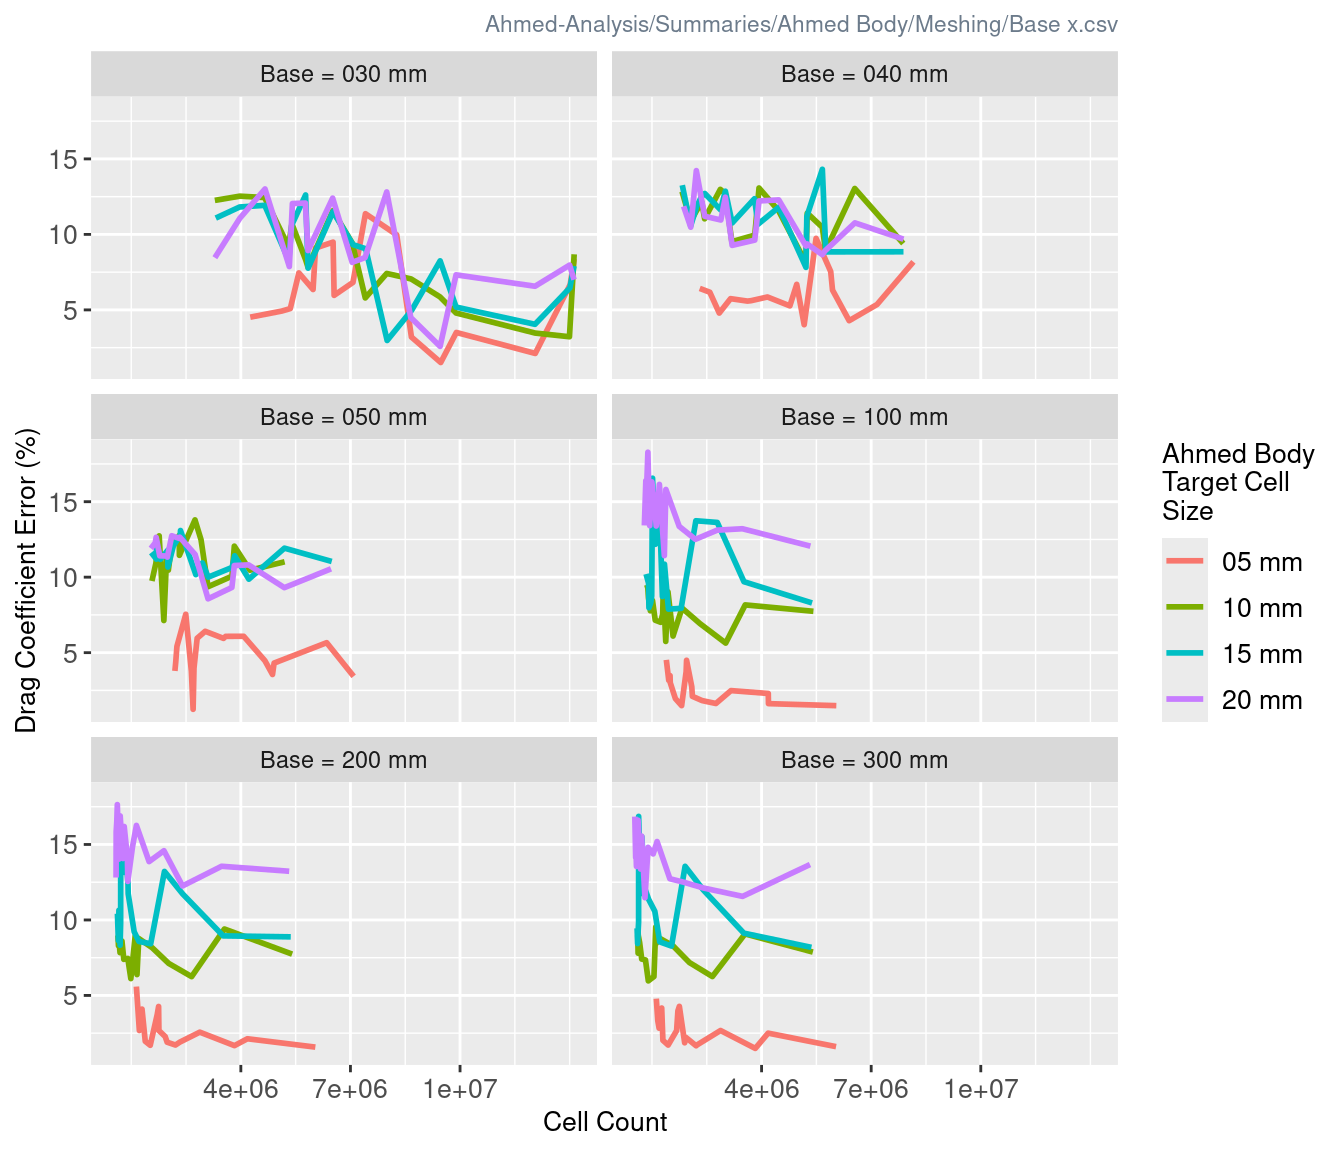 Ahmed-Analysis/Summaries/Ahmed Body/Meshing/Base x.csv
Base = 030 mm
Base = 040 mm
15
10
5
Base = 050 mm
Base = 100 mm
15
10
5
Base = 200 mm
Base = 300 mm
15
10
5
4e+06 7e+06 1e+07
4e+06 7e+06 1e+07
Cell Count
Drag Coefficient Error (%)
Ahmed Body
Target Cell
Size
05 mm
10 mm
15 mm
20 mm